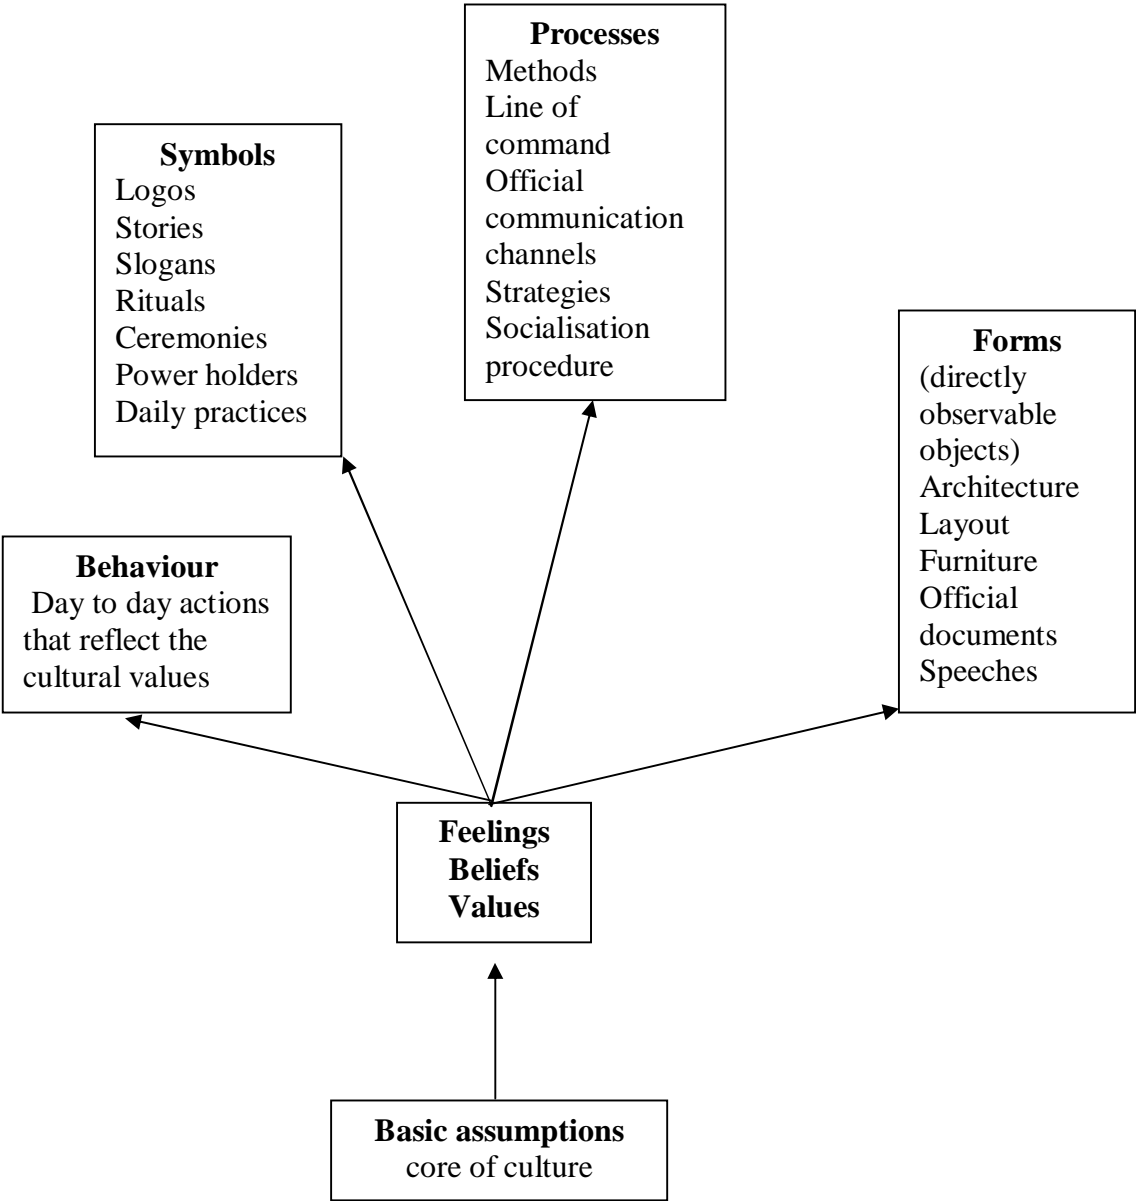 Processes
Methods
Line of
command
Official
communication
channels
Strategies
Socialisation
procedure
Symbols
Logos
Stories
Slogans
Rituals
Ceremonies
Power holders
Daily practices
Forms
(directly
observable
objects)
Architecture
Layout
Furniture
Official
documents
Speeches
Behaviour
Day to day actions
that reflect the
cultural values
Feelings
Beliefs
Values
Basic assumptions
core of culture